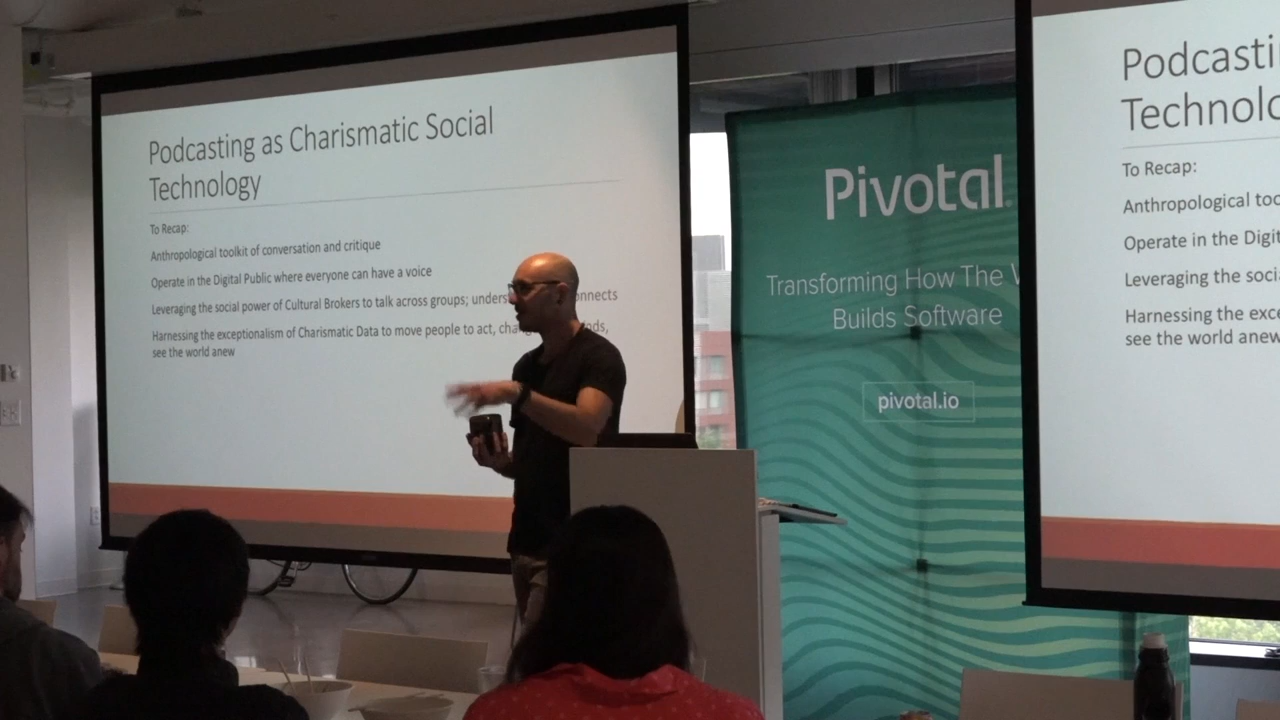 Podcasting as Charismatic Social
Technology
To Recap:
Anthropological toolkit of conversation and critique
Operate in the Digital Public where everyone can have a voice
Leveraging the social power of Cultural Brokers to talk across groups;
Harnessing the exceptionalism of Charismatic Data to move people to act,
see the world anew
Pivotal
Transforming How The
Builds Software
pivotal.io
Podcasti
Technolo
To Recap:
Anthropological too
Operate in the Digit
Leveraging the socia
Harnessing the exce
see the world anew